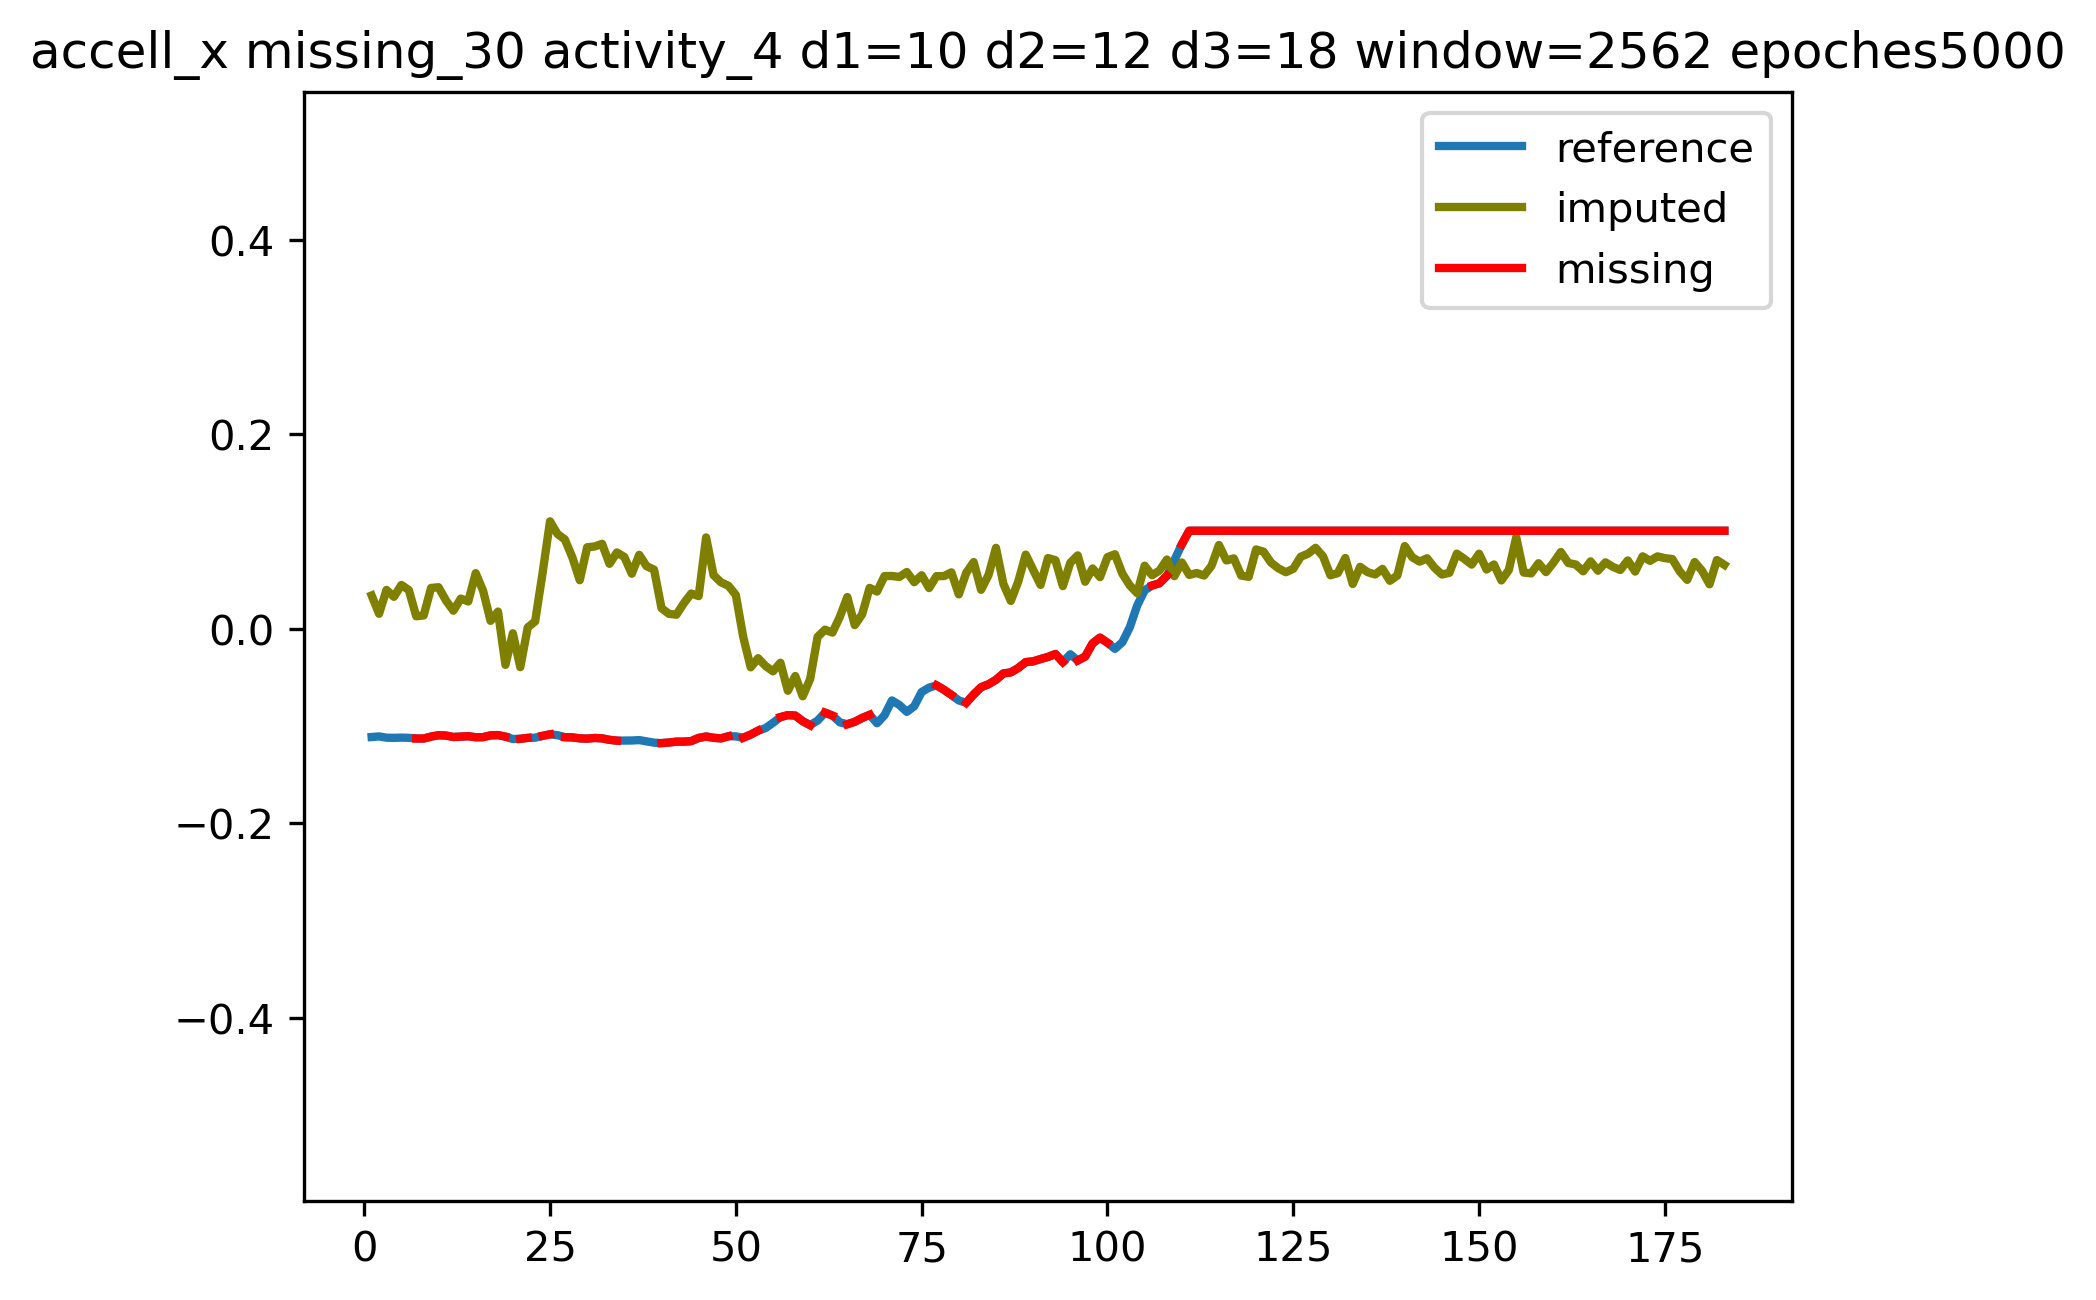 accell_x missing_30 activity_4 d1=10 d2=12 d3=18 window=2562 epoches5000
reference
imputed
missing
0.4
0.2
0.0
−0.2
−0.4
0 25 50 75 100 125 150 175